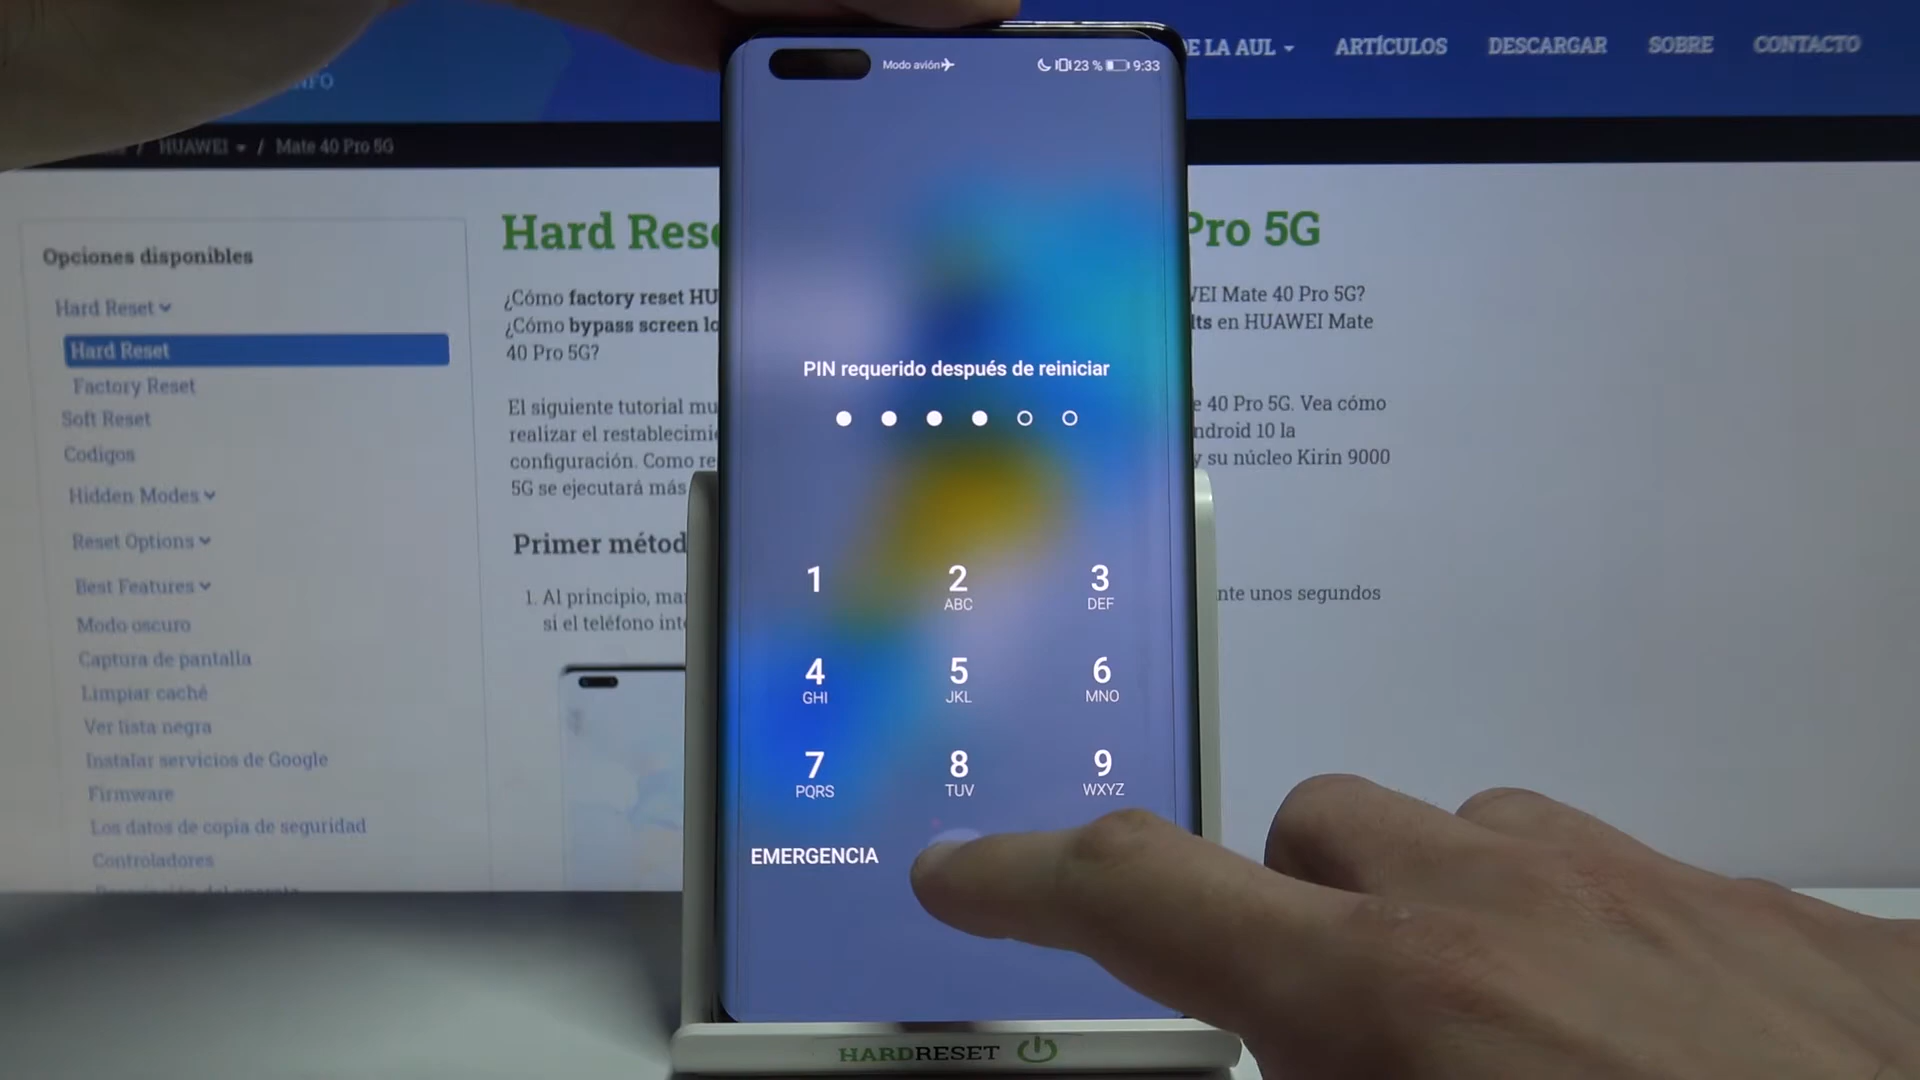 E LA AUL
ARTÍCULOS
DESCARGAR
SOBRE
CONTACTO
/ HUAWEI / Mate 40 Pro 5G
Opciones disponibles
Hard Reset
Hard Reset
Factory Reset
Soft Reset
Codigos
Hidden Modes
Reset Options
Best Features
Modo oscuro
Captura de pantalla
Limpiar caché
Ver lista negra
Instalar servicios de Google
Firmware
Los datos de copia de seguridad
Controladores
Hard Res
Pro 5G
¿Cómo factory reset HU
EI Mate 40 Pro 5G?
¿Cómo bypass screen lo
lts en HUAWEI Mate
40 Pro 5G?
El siguiente tutorial mu
e 40 Pro 5G. Vea cómo
realizar el restablecimi
ndroid 10 la
configuración. Como re
y su núcleo Kirin 9000
5G se ejecutará más
Primer métod
1. Al principio, ma
nte unos segundos
si el teléfono int
Modo avión
23 %
9:33
PIN requerido después de reiniciar
1
2
ABC
3
DEF
4
GHI
5
JKL
6
MNO
7
PQRS
8
TUV
9
WXYZ
EMERGENCIA
HARDRESET